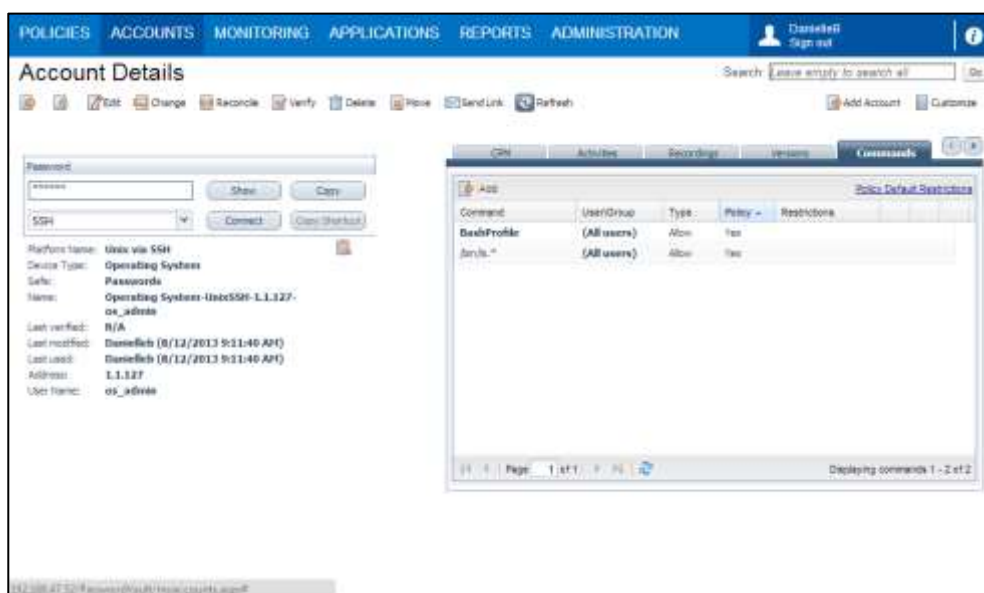 POLICIES ACCOUNTS MONITORING APPLICATIONS REPORTS ADMINISTRATION DanielleB
Sign out
Account Details Search: Leave empty to search all Go
Edit Change Reconcile Verify Delete Move Send Link Refresh Add Account Customize
CPM Activities Recordings Versions Commands
Password
****** Show Copy
SSH Connect Copy Shortcut
Add Policy Default Restrictions
Command User/Group Type Policy Restrictions
BashProfile (All users) Allow Yes
(All users) Allow Yes
Platform Name: Unix via SSH
Device Type: Operating System
Safe: Passwords
Name: Operating System-UnixSSH-1.1.127-
os_admin
Last verified: N/A
Last modified: Danielleb (8/12/2013 9:11:40 AM)
Last used: Danielleb (8/12/2013 9:11:40 AM)
Address: 1.1.127
User Name: os_admin
Page 1 of 1 Displaying commands 1 - 2 of 2